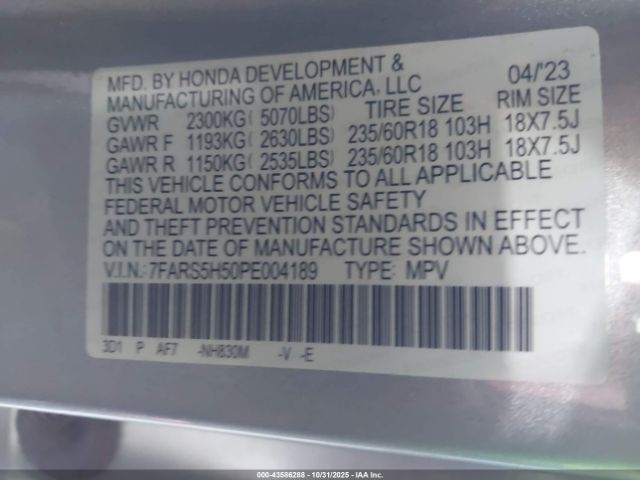 MFD. BY HONDA DEVELOPMENT &
MANUFACTURING OF AMERICA, LLC 04/'23
GVWR 2300KG( 5070LBS) TIRE SIZE RIM SIZE
GAWR F 1193KG( 2630LBS) 235/60R18 103H 18X7.5J
GAWR R 1150KG( 2535LBS) 235/60R18 103H 18X7.5J
THIS VEHICLE CONFORMS TO ALL APPLICABLE
FEDERAL MOTOR VEHICLE SAFETY
AND THEFT PREVENTION STANDARDS IN EFFECT
ON THE DATE OF MANUFACTURE SHOWN ABOVE.
V.I.N.:7FARS5H50PE004189 TYPE: MPV
3D1 P AF7 -NH830M -V -E
000-43586288 - 10/31/2025 - IAA Inc.